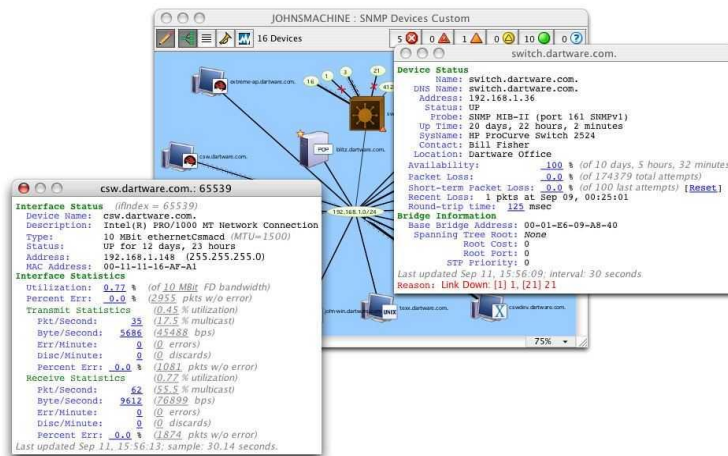 JOHNSMACHINE : SNMP Devices Custom
16 Devices
5 0 1 0 10 0
extreme-ap.dartware.com.
16 1 3 21
csw.dartware.com.
POP
blitz.dartware.com.
192.168.1.0/24
john-win.dartware.com.
UNIX
tsox.dartware.com.
X
cswdev.dartware.com.
75%
switch.dartware.com.
Device Status
Name: switch.dartware.com.
DNS Name: switch.dartware.com.
Address: 192.168.1.36
Status: UP
Probe: SNMP MIB-II (port 161 SNMPv1)
Up Time: 20 days, 22 hours, 2 minutes
SysName: HP ProCurve Switch 2524
Contact: Bill Fisher
Location: Dartware Office
Availability: 100 % (of 10 days, 5 hours, 32 minutes
Packet Loss: 0.0 % (of 174379 total attempts)
Short-term Packet Loss: 0.0 % (of 100 last attempts) [Reset]
Recent Loss: 1 pkts at Sep 09, 00:25:01
Round-trip time: 125 msec
Bridge Information
Base Bridge Address: 00-01-E6-09-A8-40
Spanning Tree Root: None
Root Cost: 0
Root Port: 0
STP Priority: 0
Last updated Sep 11, 15:56:09; interval: 30 seconds
Reason: Link Down: [1] 1, [21] 21
csw.dartware.com.: 65539
Interface Status (ifIndex = 65539)
Device Name: csw.dartware.com.
Description: Intel(R) PRO/1000 MT Network Connection
Type: 10 MBit ethernetCsmacd (MTU=1500)
Status: UP for 12 days, 23 hours
Address: 192.168.1.148 (255.255.255.0)
MAC Address: 00-11-11-16-AF-A1
Interface Statistics
Utilization: 0.77 % (of 10 MBit FD bandwidth)
Percent Err: 0.0 % (2955 pkts w/o error)
Transmit Statistics (0.45 % utilization)
Pkt/Second: 35 (17.5 % multicast)
Byte/Second: 5686 (45488 bps)
Err/Minute: 0 (0 errors)
Disc/Minute: 0 (0 discards)
Percent Err: 0.0 % (1081 pkts w/o error)
Receive Statistics (0.77 % utilization)
Pkt/Second: 62 (55.5 % multicast)
Byte/Second: 9612 (76899 bps)
Err/Minute: 0 (0 errors)
Disc/Minute: 0 (0 discards)
Percent Err: 0.0 % (1874 pkts w/o error)
Last updated Sep 11, 15:56:13; sample: 30.14 seconds.